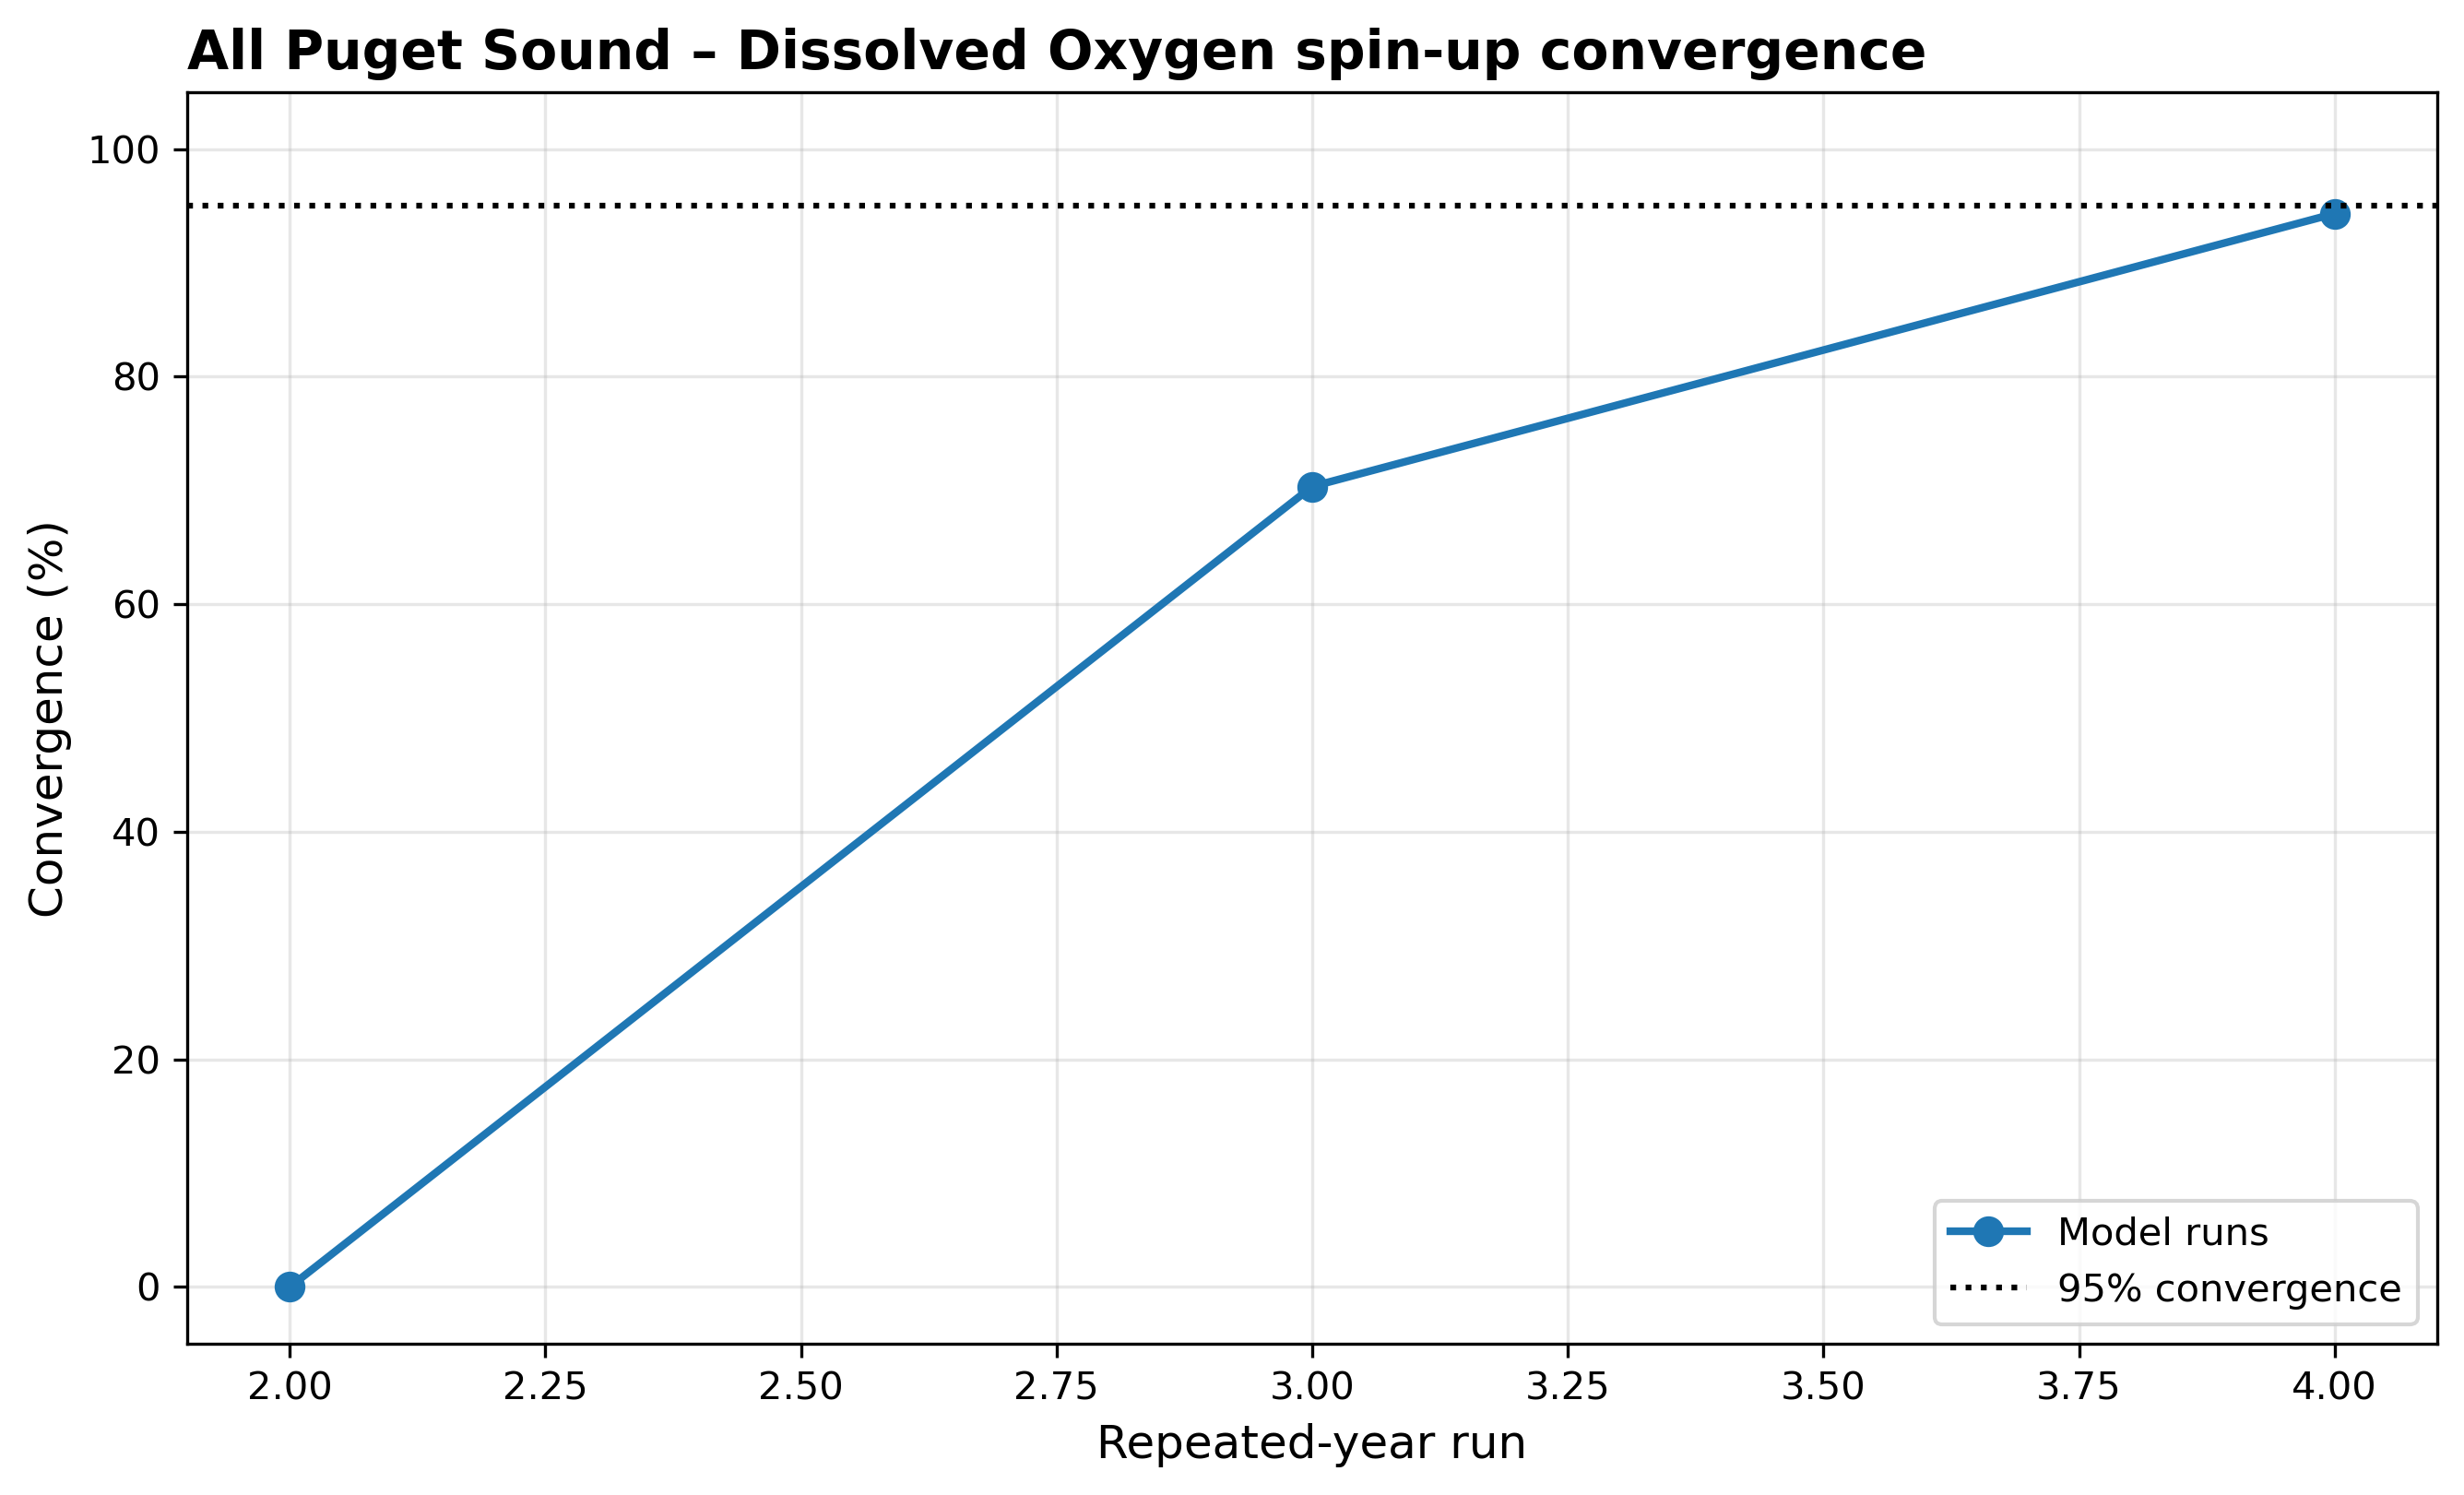 All Puget Sound – Dissolved Oxygen spin-up convergence
Convergence (%)
100
80
60
40
20
0
2.00 2.25 2.50 2.75 3.00 3.25 3.50 3.75 4.00
Repeated-year run
Model runs
95% convergence